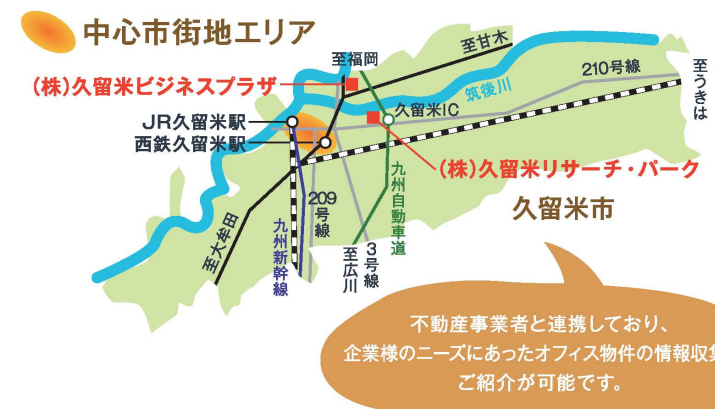 中心市街地エリア
至福岡
至甘木
(株)久留米ビジネスプラザ
210号線
至うきは
筑後川
久留米IC
JR久留米駅
西鉄久留米駅
(株)久留米リサーチ・パーク
久留米市
209号線
九州自動車道
至大牟田
九州新幹線
3号線
至広川
不動産事業者と連携しており、
企業様のニーズにあったオフィス物件の情報収集
ご紹介が可能です。